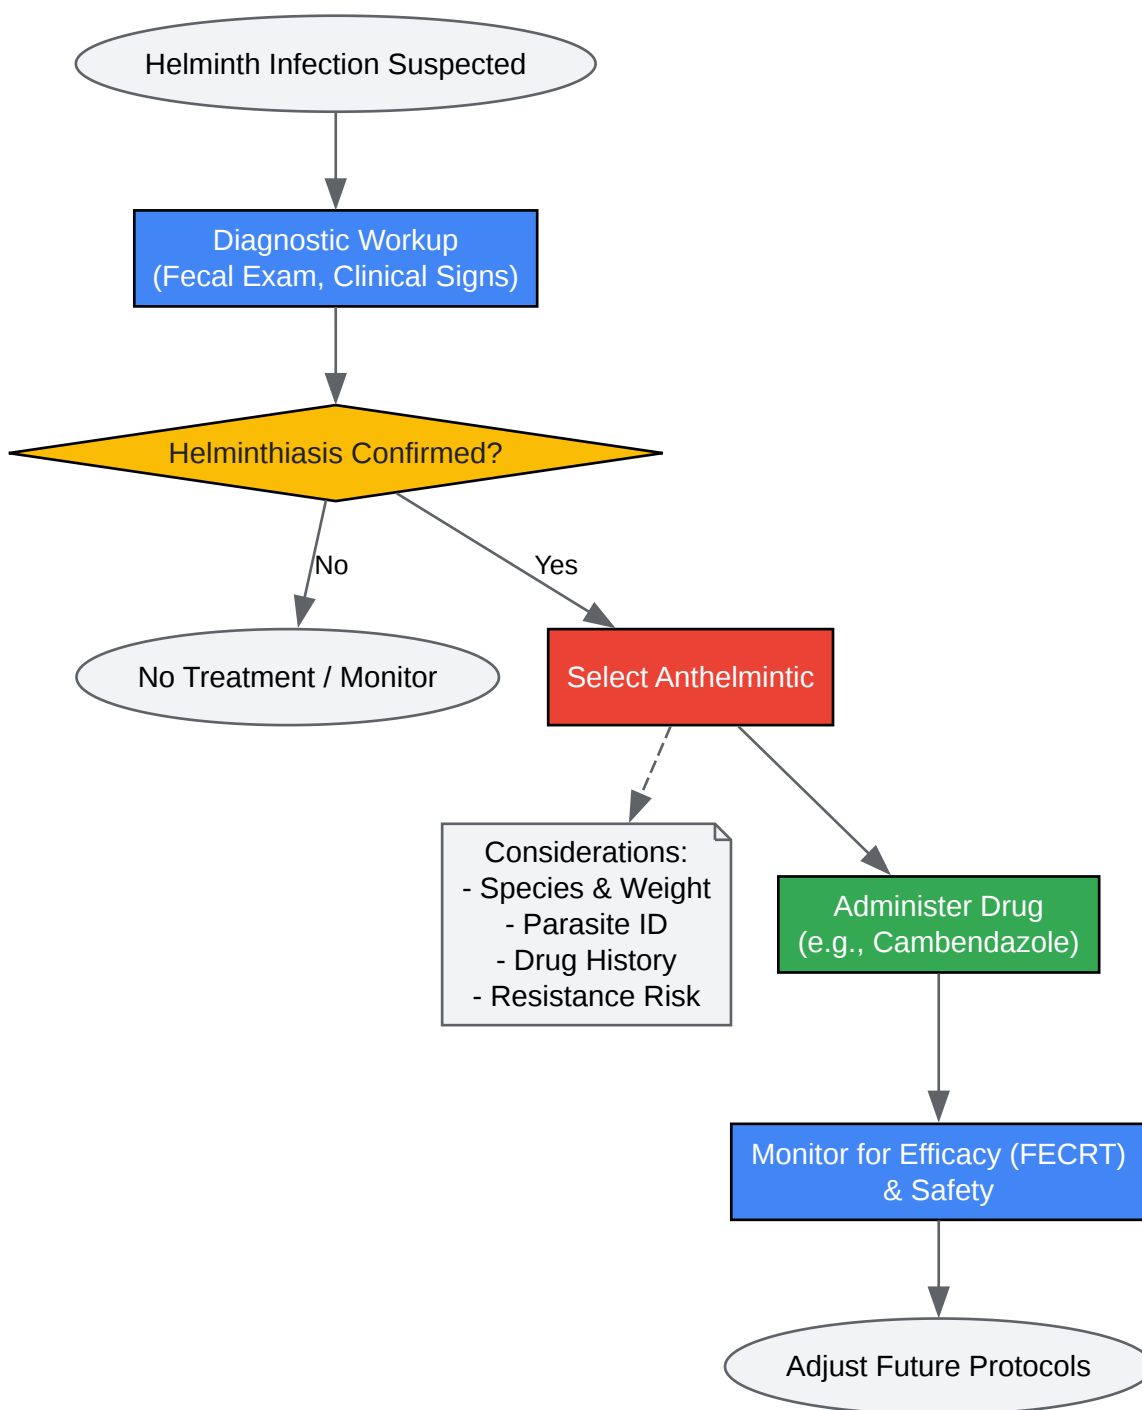 Helminth Infection Suspected
Diagnostic Workup
(Fecal Exam, Clinical Signs)
Helminthiasis Confirmed?
No
Yes
No Treatment / Monitor
Select Anthelmintic
Considerations:
- Species & Weight
- Parasite ID
- Drug History
- Resistance Risk
Administer Drug
(e.g., Cambendazole)
Monitor for Efficacy (FECRT)
& Safety
Adjust Future Protocols